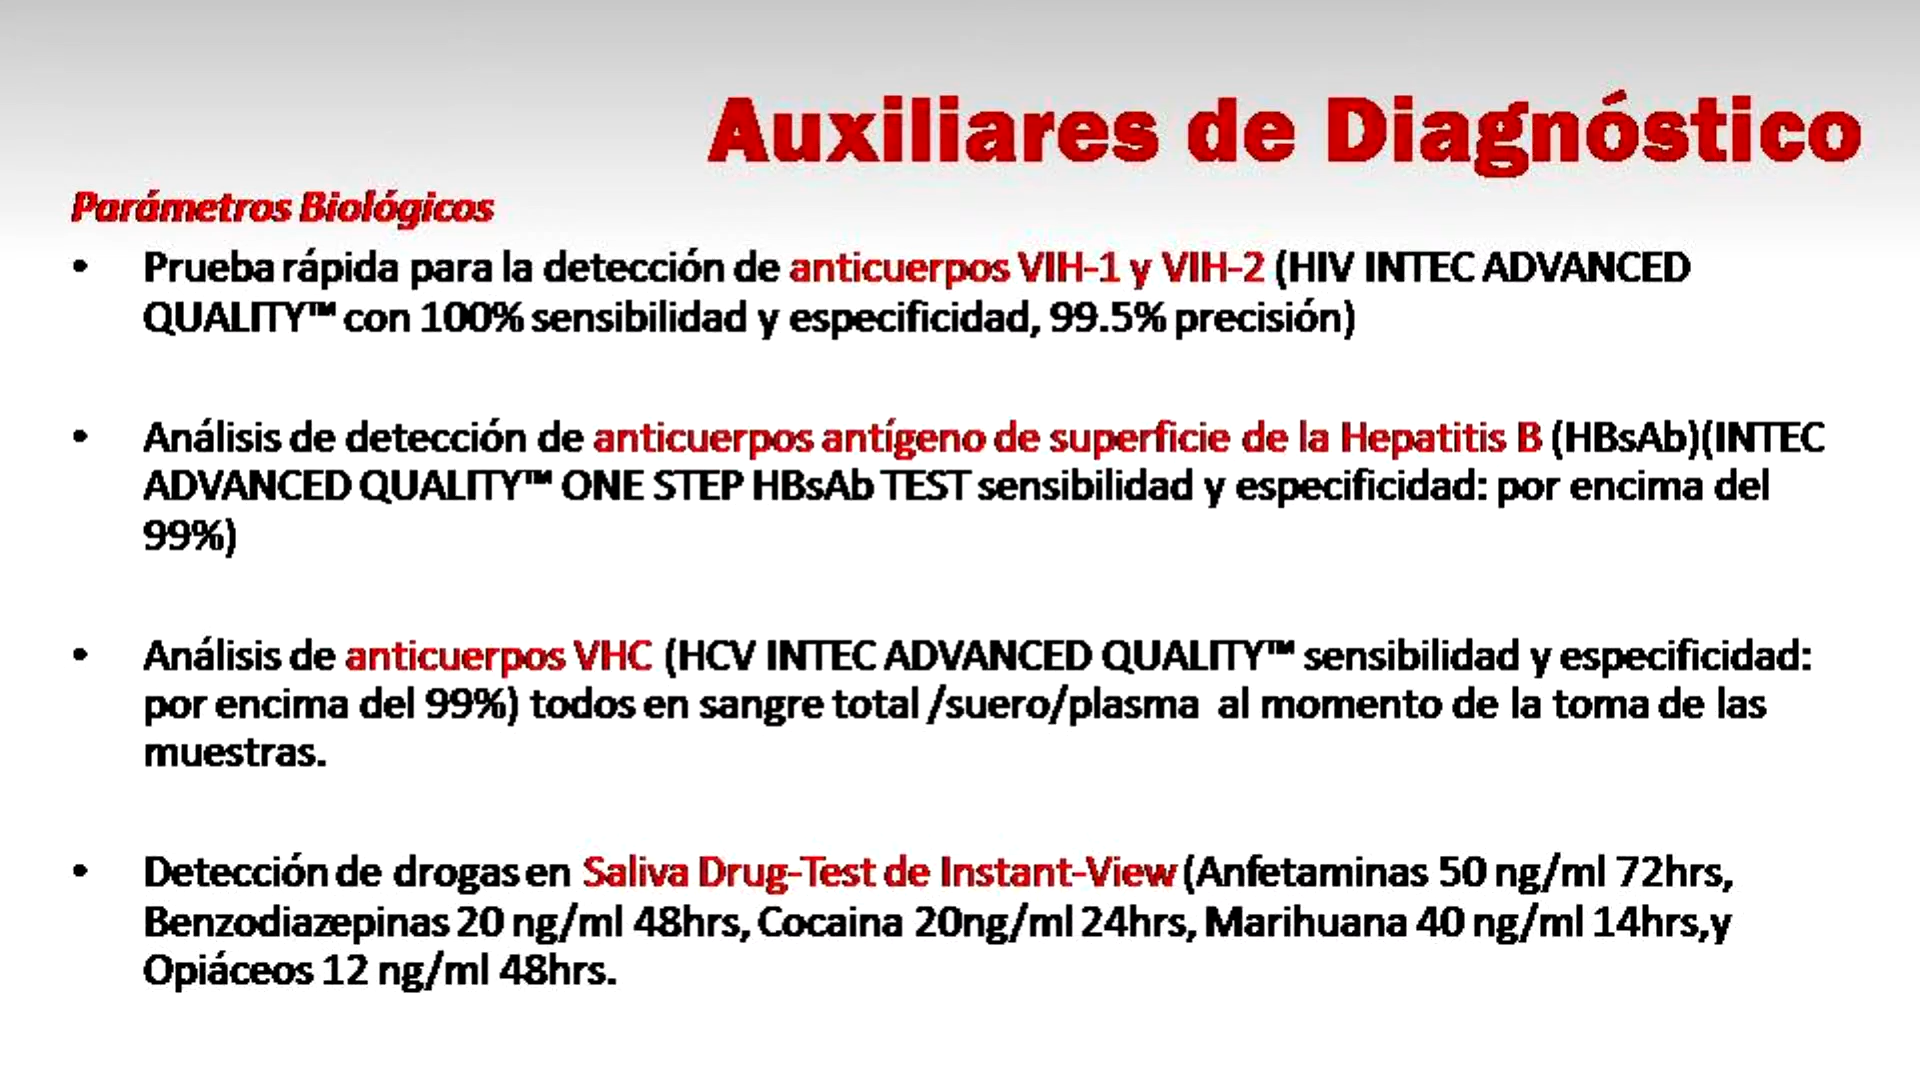 Auxiliares de Diagnóstico
Parámetros Biológicos
• Prueba rápida para la detección de anticuerpos VIH-1 y VIH-2 (HIV INTEC ADVANCED
QUALITY™ con 100% sensibilidad y especificidad, 99.5% precisión)
• Análisis de detección de anticuerpos antígeno de superficie de la Hepatitis B (HBsAb)(INTEC
ADVANCED QUALITY™ ONE STEP HBsAb TEST sensibilidad y especificidad: por encima del
99%)
• Análisis de anticuerpos VHC (HCV INTEC ADVANCED QUALITY™ sensibilidad y especificidad:
por encima del 99%) todos en sangre total /suero/plasma al momento de la toma de las
muestras.
• Detección de drogas en Saliva Drug-Test de Instant-View (Anfetaminas 50 ng/ml 72hrs,
Benzodiazepinas 20 ng/ml 48hrs, Cocaina 20ng/ml 24hrs, Marihuana 40 ng/ml 14hrs,y
Opiáceos 12 ng/ml 48hrs.